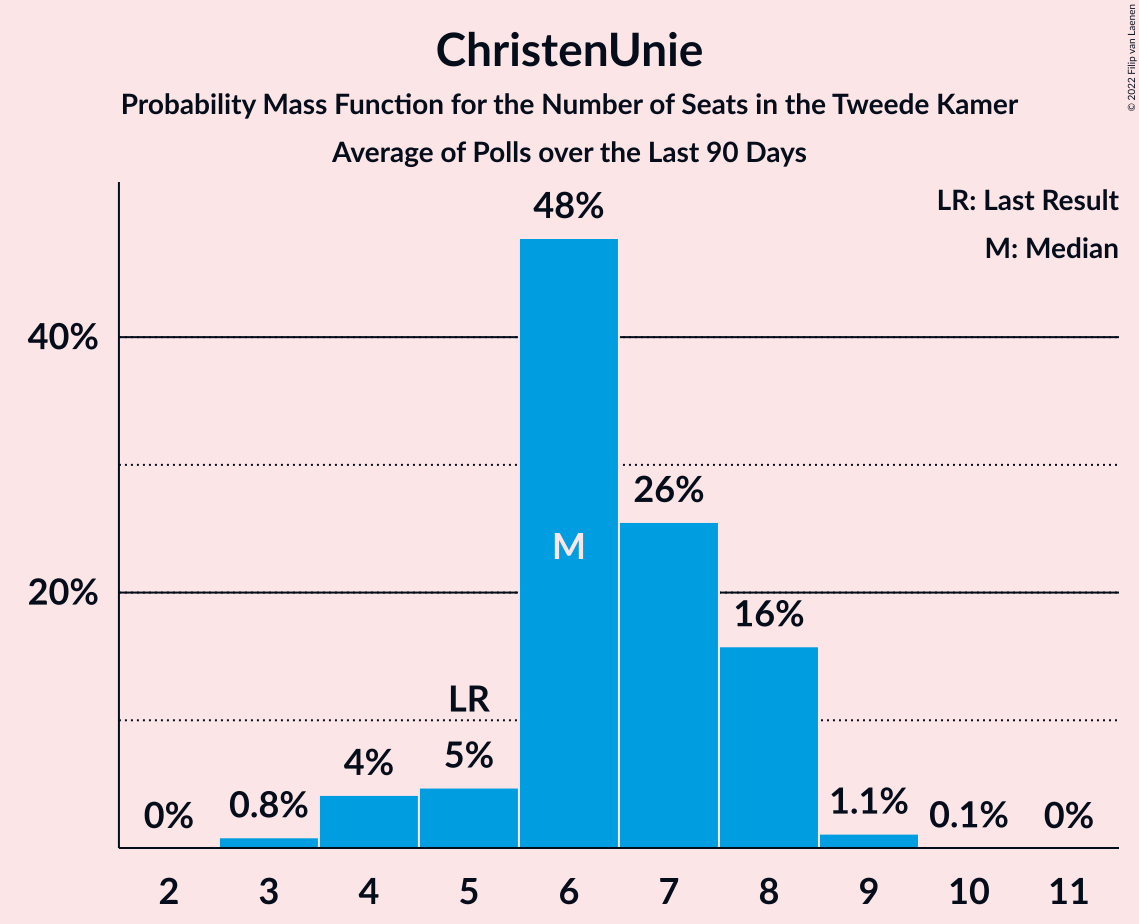 ChristenUnie
Probability Mass Function for the Number of Seats in the Tweede Kamer
Average of Polls over the Last 90 Days
© 2022 Filip van Laenen
LR: Last Result
M: Median
48%
40%
26%
M
20%
16%
LR
5%
4%
0%
0.8%
1.1%
0.1%
0%
2 3 4 5 6 7 8 9 10 11